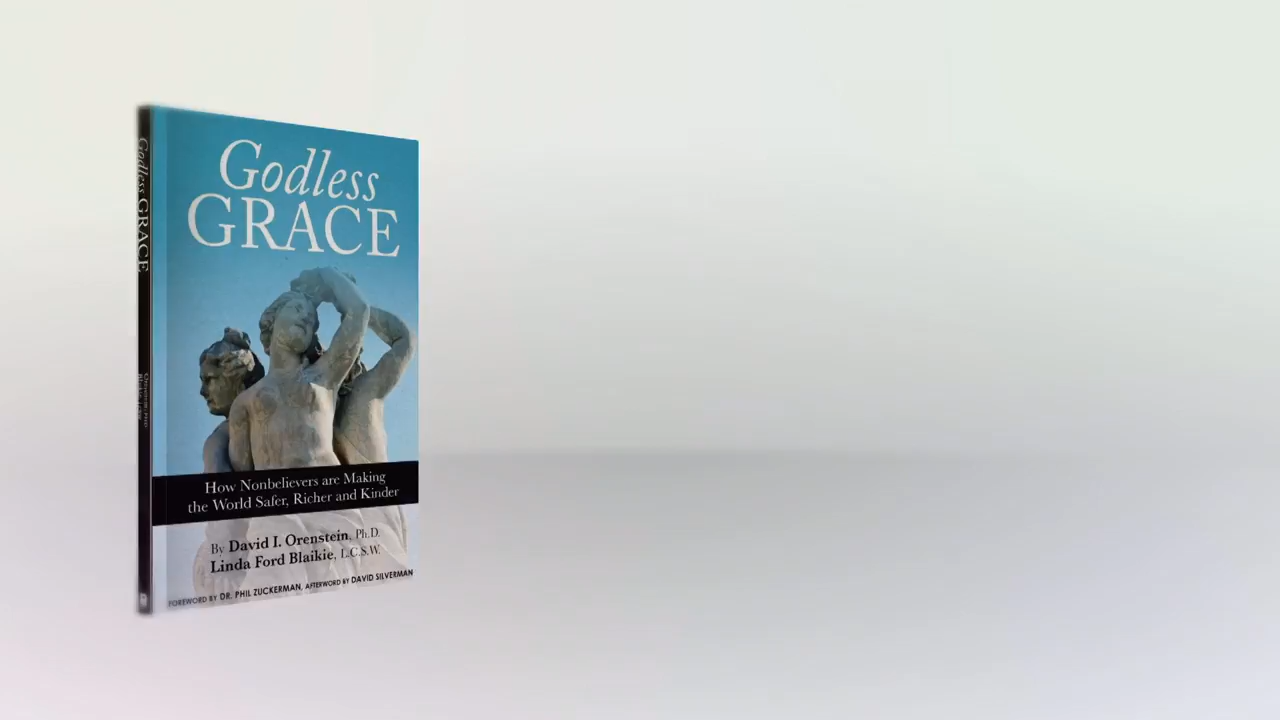 Godless
GRACE
How Nonbelievers are Making
the World Safer, Richer and Kinder
By David I. Orenstein, Ph.D.
Linda Ford Blaikie, L.C.S.W.
FOREWORD BY DR. PHIL ZUCKERMAN, AFTERWORD BY DAVID SILVERMAN
Godless GRACE